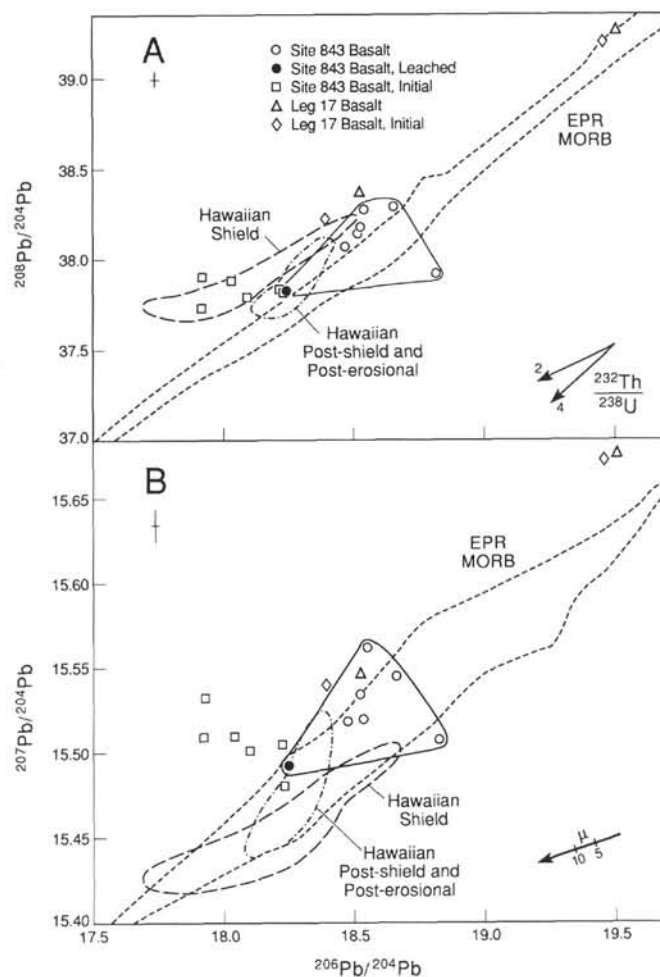 A
Site 843 Basalt
Site 843 Basalt, Leached
Site 843 Basalt, Initial
Leg 17 Basalt
Leg 17 Basalt, Initial
EPR
MORB
Hawaiian
Shield
Hawaiian
Post-shield and
Post-erosional
2
4
232Th
238U
39.0
38.5
38.0
37.5
37.0
208Pb/204Pb
B
EPR
MORB
Hawaiian
Shield
Hawaiian
Post-shield and
Post-erosional
μ
10 5
15.65
15.60
15.55
15.50
15.45
15.40
207Pb/204Pb
17.5 18.0 18.5 19.0 19.5
206Pb/204Pb